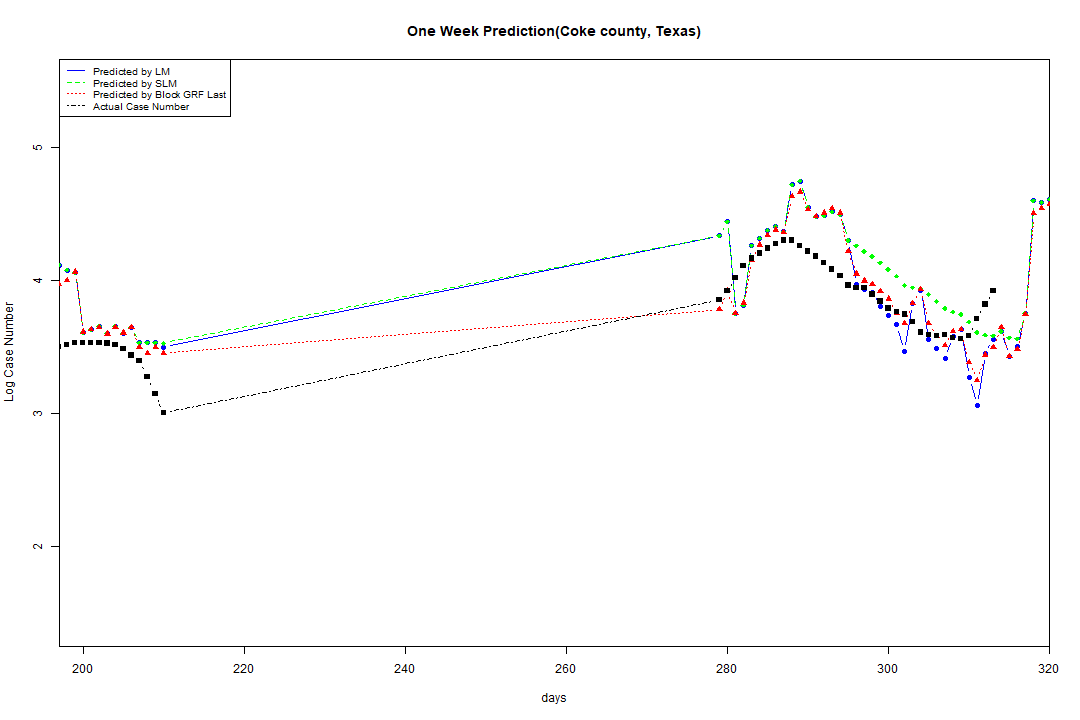 One Week Prediction(Coke county, Texas)
Predicted by LM
Predicted by SLM
Predicted by Block GRF Last
Actual Case Number
5
4
3
2
Log Case Number
200 220 240 260 280 300 320
days